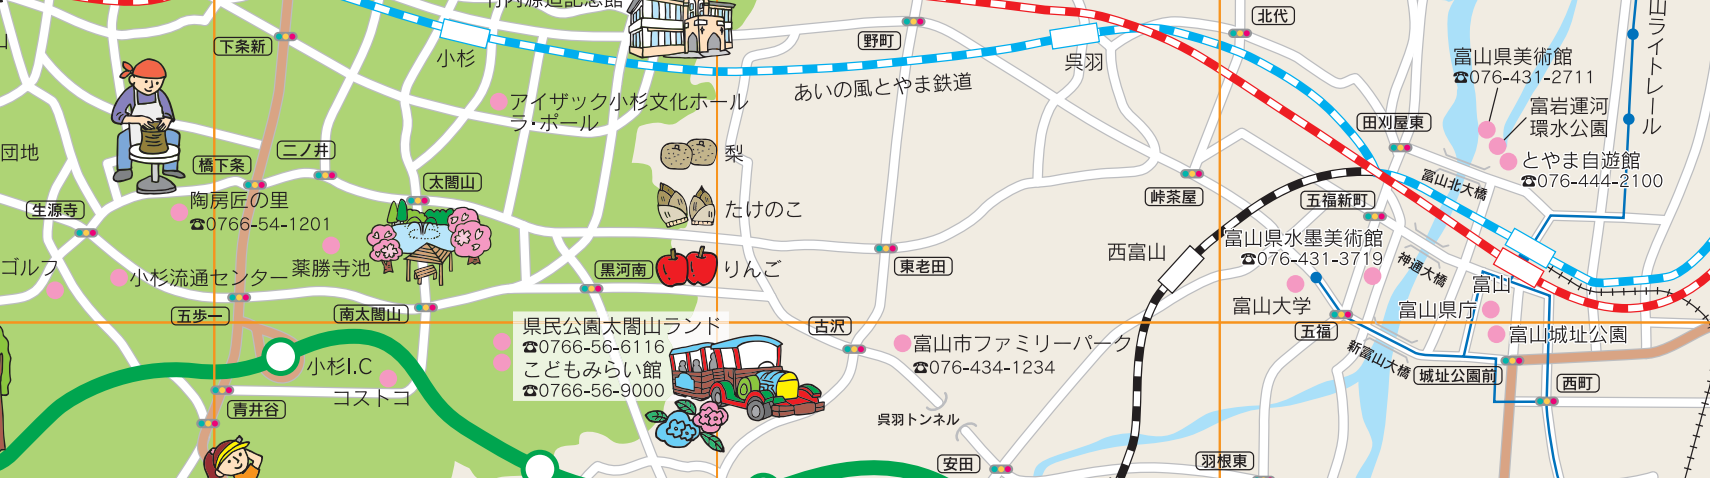 竹内源造記念館
北代
山ライトレール
下条新
小杉
野町
呉羽
富山県美術館
☎076-431-2711
あいの風とやま鉄道
アイザック小杉文化ホール
ラ・ポール
富岩運河
環水公園
田刈屋東
団地
橋下条
二ノ井
梨
とやま自遊館
☎076-444-2100
太閤山
富山北大橋
陶房匠の里
☎0766-54-1201
生源寺
たけのこ
峠茶屋
五福新町
富山県水墨美術館
☎076-431-3719
西富山
神通大橋
ゴルフ
小杉流通センター
薬勝寺池
黒河南
りんご
東老田
富山
富山大学
富山県庁
五歩一
南太閤山
県民公園太閤山ランド
☎0766-56-6116
こどもみらい館
☎0766-56-9000
古沢
富山市ファミリーパーク
☎076-434-1234
五福
富山城址公園
新富山大橋
小杉I.C
コストコ
城址公園前
西町
青井谷
呉羽トンネル
安田
羽根東